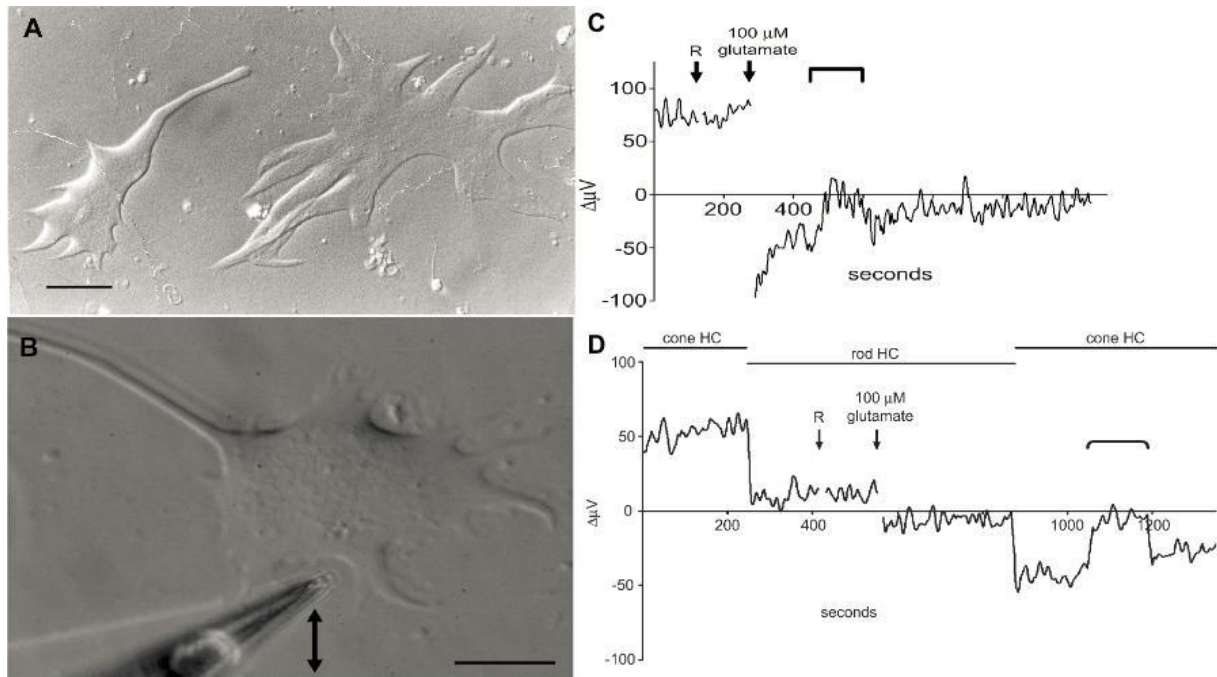 A
B
C
R
100 μM
glutamate
100
50
0
-50
-100
ΔμV
200
400
seconds
D
cone HC
rod HC
cone HC
100
50
0
-50
-100
ΔμV
R
100 μM
glutamate
200
400
1000
1200
seconds